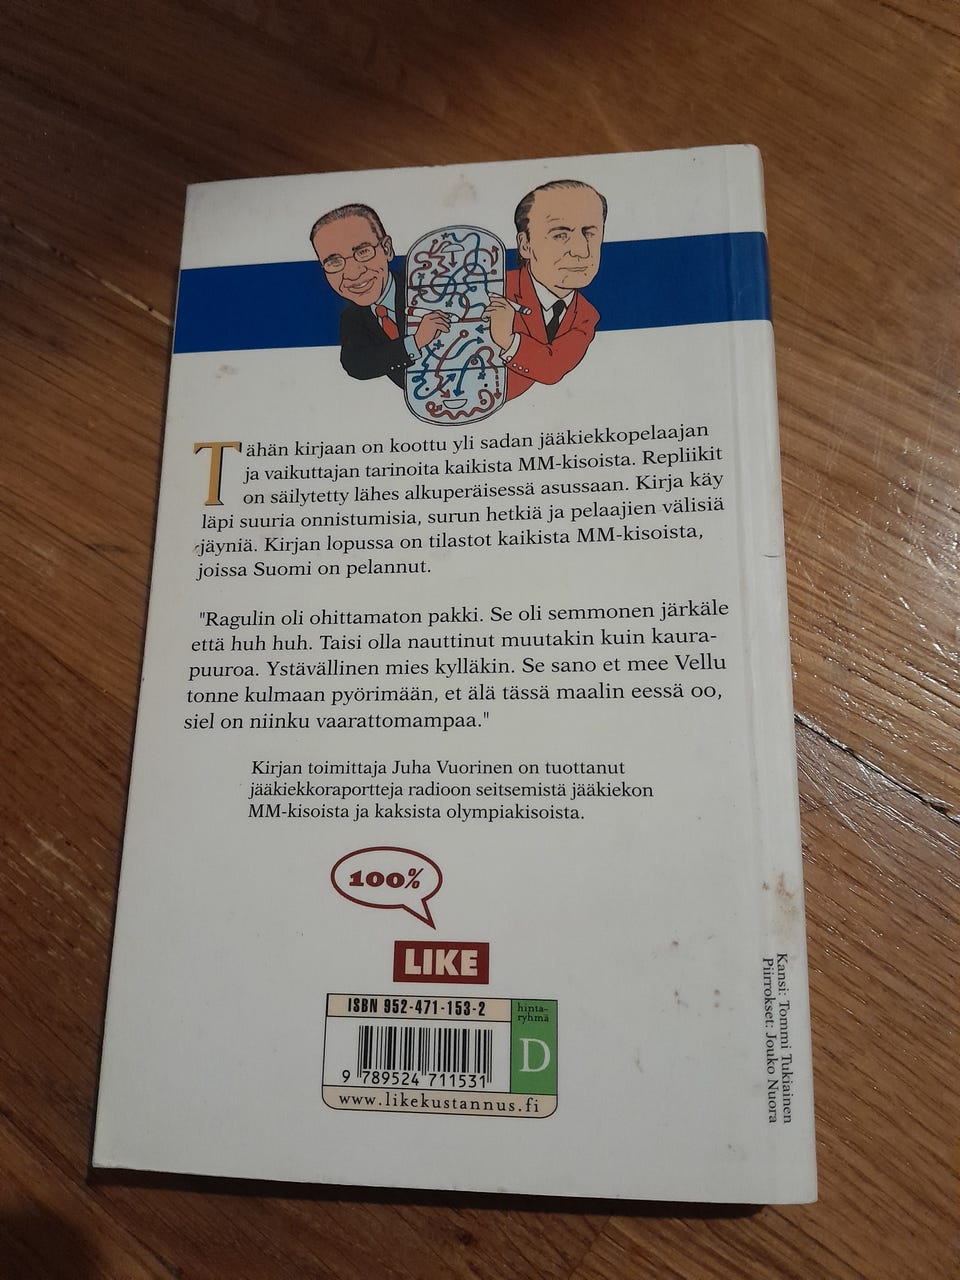 Tähän kirjaan on koottu yli sadan jääkiekkopelaajan
ja vaikuttajan tarinoita kaikista MM-kisoista. Repliikit
on säilytetty lähes alkuperäisessä asussaan. Kirja käy
läpi suuria onnistumisia, surun hetkiä ja pelaajien välisiä
jäyniä. Kirjan lopussa on tilastot kaikista MM-kisoista,
joissa Suomi on pelannut.
"Ragulin oli ohittamaton pakki. Se oli semmonen järkäle
että huh huh. Taisi olla nauttinut muutakin kuin kaura-
puuroa. Ystävällinen mies kylläkin. Se sano et mee Vellu
tonne kulmaan pyörimään, et älä tässä maalin eessä oo,
siel on niinku vaarattomampaa."
Kirjan toimittaja Juha Vuorinen on tuottanut
jääkiekkoraportteja radioon seitsemistä jääkiekon
MM-kisoista ja kaksista olympiakisoista.
100%
LIKE
ISBN 952-471-153-2
hinta-
ryhmä
D
9 789524 711531
www.likekustannus.fi
Kansi: Tommi Tukiainen
Piirrokset: Jouko Nuora